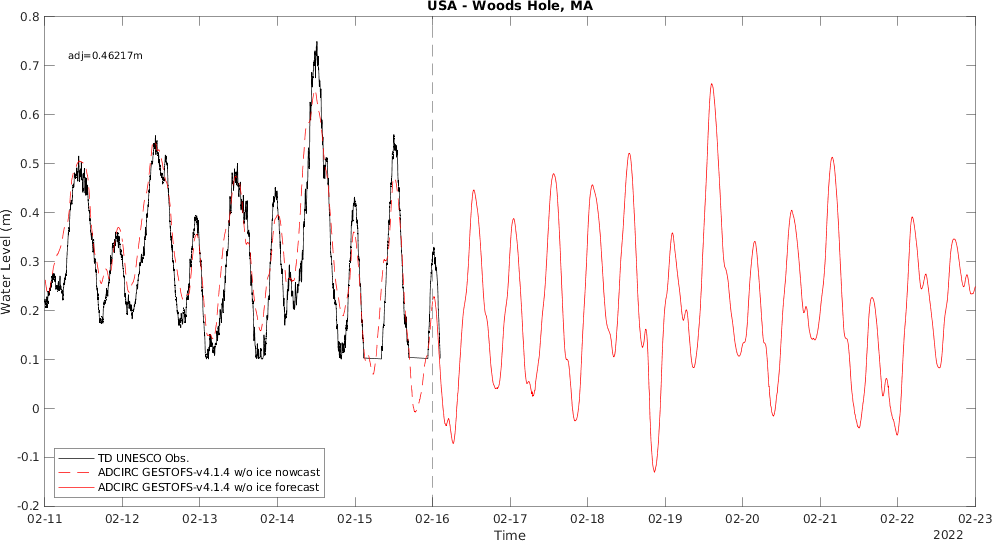 USA - Woods Hole, MA
adj=0.46217m
Water Level (m)
0.8
0.7
0.6
0.5
0.4
0.3
0.2
0.1
0
-0.1
-0.2
TD UNESCO Obs.
ADCIRC GESTOFS-v4.1.4 w/o ice nowcast
ADCIRC GESTOFS-v4.1.4 w/o ice forecast
02-11 02-12 02-13 02-14 02-15 02-16 02-17 02-18 02-19 02-20 02-21 02-22 02-23
Time
2022